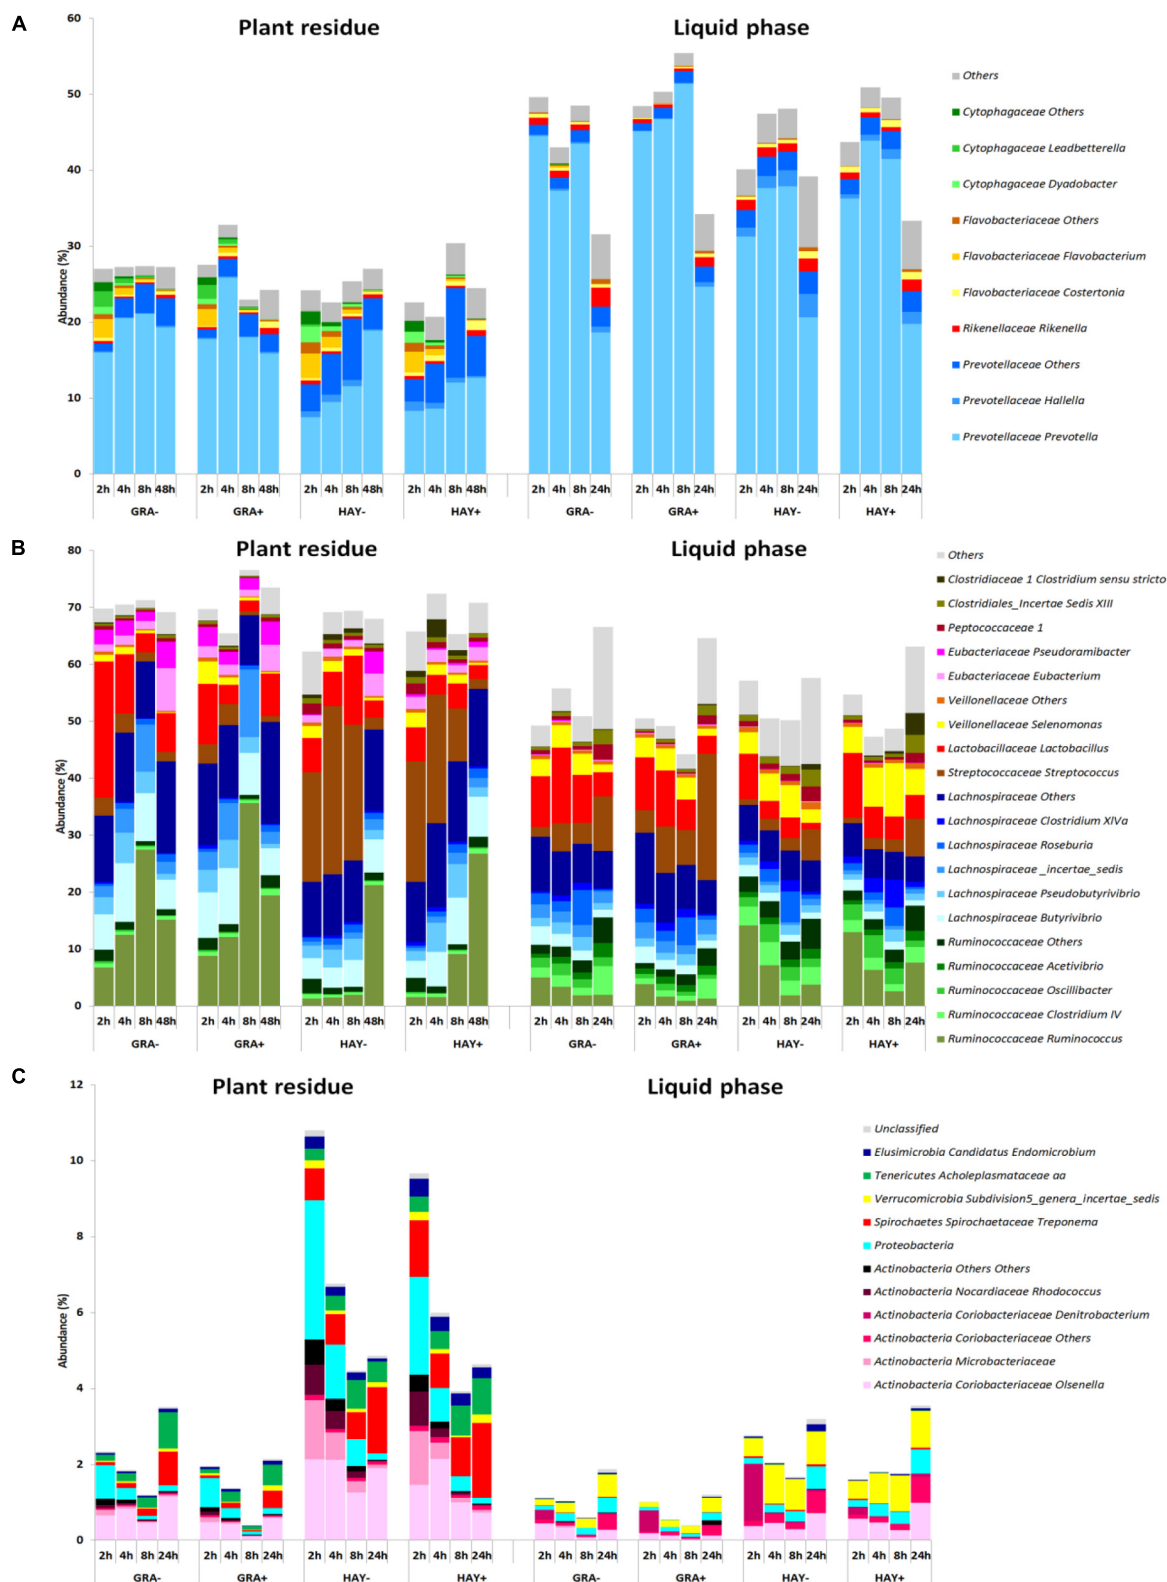 A
Plant residue
Liquid phase
60
50
40
30
20
10
0
Abundance (%)
Others
Cytophagaceae Others
Cytophagaceae Leadbetterella
Cytophagaceae Dyadobacter
Flavobacteriaceae Others
Flavobacteriaceae Flavobacterium
Flavobacteriaceae Costertonia
Rikenellaceae Rikenella
Prevotellaceae Others
Prevotellaceae Hallella
Prevotellaceae Prevotella
2h 4h 8h 48h 2h 4h 8h 48h 2h 4h 8h 48h 2h 4h 8h 48h 2h 4h 8h 24h 2h 4h 8h 24h 2h 4h 8h 24h 2h 4h 8h 24h
GRA- GRA+ HAY- HAY+ GRA- GRA+ HAY- HAY+
B
Plant residue
Liquid phase
80
70
60
50
40
30
20
10
0
Abundance (%)
Others
Clostridiaceae 1 Clostridium sensu stricto
Clostridiales_Incertae Sedis XIII
Peptococcaceae 1
Eubacteriaceae Pseudoramibacter
Eubacteriaceae Eubacterium
Veillonellaceae Others
Veillonellaceae Selenomonas
Lactobacillaceae Lactobacillus
Streptococcaceae Streptococcus
Lachnospiraceae Others
Lachnospiraceae Clostridium XIVa
Lachnospiraceae Roseburia
Lachnospiraceae _incertae_sedis
Lachnospiraceae Pseudobutyrivibrio
Lachnospiraceae Butyrivibrio
Ruminococcaceae Others
Ruminococcaceae Acetivibrio
Ruminococcaceae Oscillibacter
Ruminococcaceae Clostridium IV
Ruminococcaceae Ruminococcus
2h 4h 8h 48h 2h 4h 8h 48h 2h 4h 8h 48h 2h 4h 8h 48h 2h 4h 8h 24h 2h 4h 8h 24h 2h 4h 8h 24h 2h 4h 8h 24h
GRA- GRA+ HAY- HAY+ GRA- GRA+ HAY- HAY+
C
Plant residue
Liquid phase
12
10
8
6
4
2
0
Abundance (%)
Unclassified
Elusimicrobia Candidatus Endomicrobium
Tenericutes Acholeplasmataceae aa
Verrucomicrobia Subdivision5_genera_incertae_sedis
Spirochaetes Spirochaetaceae Treponema
Proteobacteria
Actinobacteria Others Others
Actinobacteria Nocardiaceae Rhodococcus
Actinobacteria Coriobacteriaceae Denitrobacterium
Actinobacteria Coriobacteriaceae Others
Actinobacteria Microbacteriaceae
Actinobacteria Coriobacteriaceae Olsenella
2h 4h 8h 24h 2h 4h 8h 24h 2h 4h 8h 24h 2h 4h 8h 24h 2h 4h 8h 24h 2h 4h 8h 24h 2h 4h 8h 24h 2h 4h 8h 24h
GRA- GRA+ HAY- HAY+ GRA- GRA+ HAY- HAY+